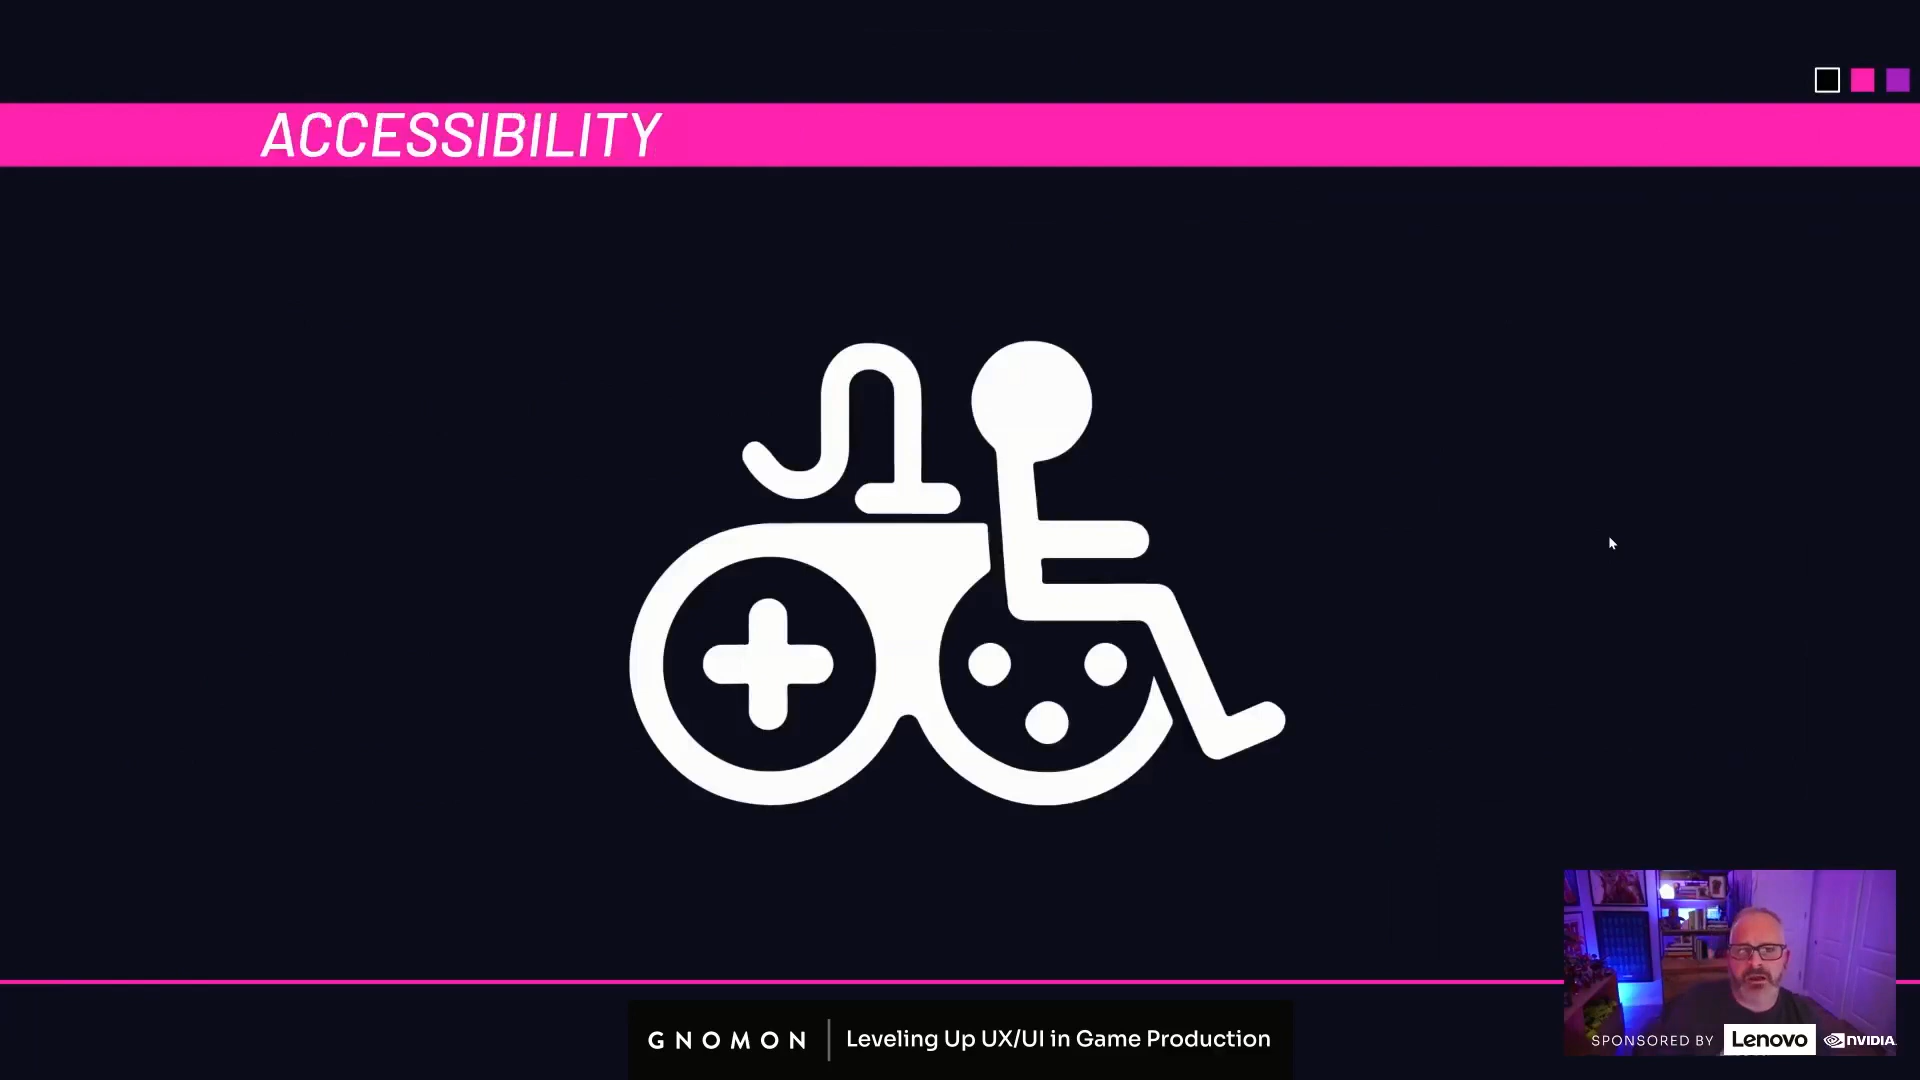 ACCESSIBILITY
GNOMON | Leveling Up UX/UI in Game Production
SPONSORED BY Lenovo NVIDIA